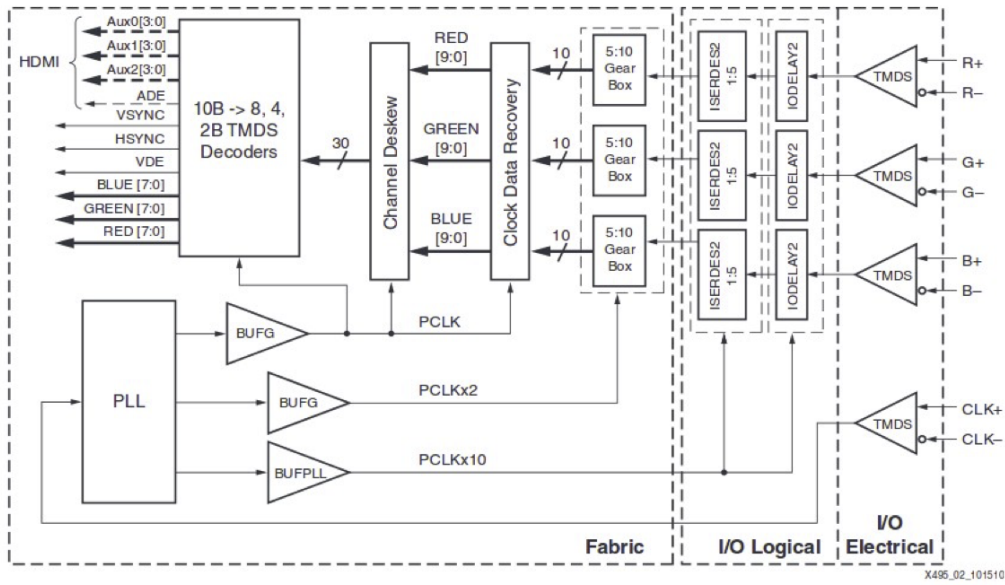 HDMI
Aux0[3:0]
Aux1[3:0]
Aux2[3:0]
ADE
VSYNC
HSYNC
VDE
BLUE [7:0]
GREEN [7:0]
RED [7:0]
10B -> 8, 4,
2B TMDS
Decoders
30
Channel Deskew
RED
[9:0]
GREEN
[9:0]
BLUE
[9:0]
Clock Data Recovery
10
10
10
5:10
Gear
Box
5:10
Gear
Box
5:10
Gear
Box
ISERDES2
1:5
ISERDES2
1:5
ISERDES2
1:5
IODELAY2
IODELAY2
IODELAY2
TMDS
R+
R–
TMDS
G+
G–
TMDS
B+
B–
PLL
BUFG
PCLK
BUFG
PCLKx2
BUFPLL
PCLKx10
TMDS
CLK+
CLK–
Fabric
I/O Logical
I/O
Electrical
X495_02_101510